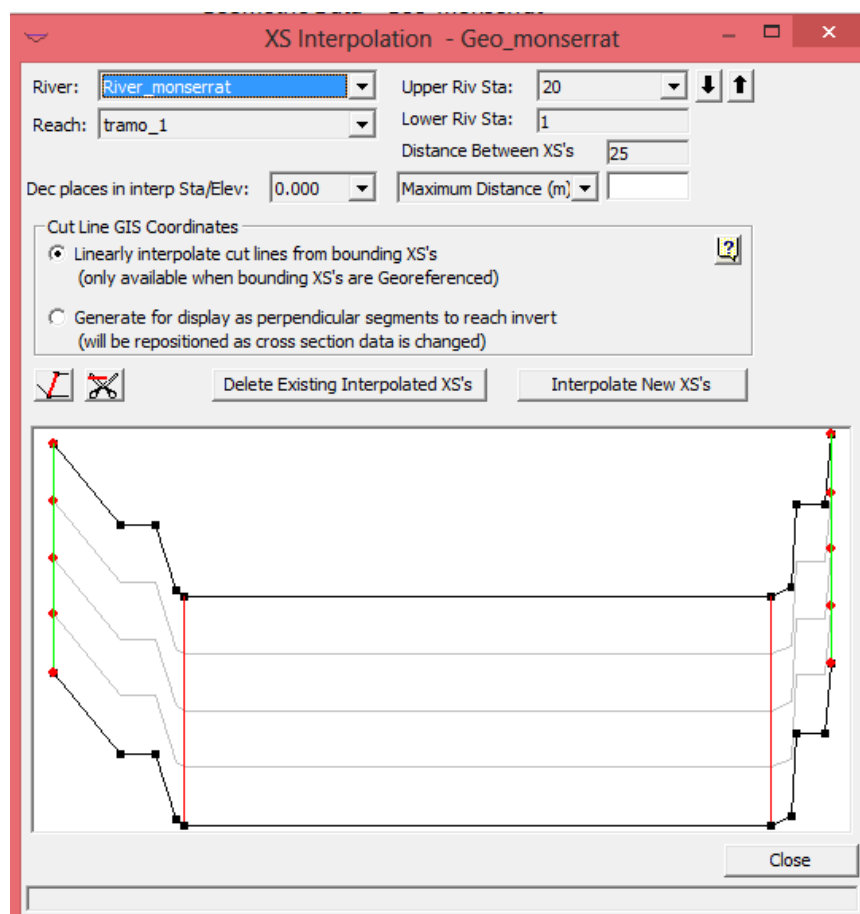 XS Interpolation - Geo_monserrat
River: River_monserrat Upper Riv Sta: 20
Reach: tramo_1 Lower Riv Sta: 1
Distance Between XS's 25
Dec places in interp Sta/Elev: 0.000 Maximum Distance (m)
Cut Line GIS Coordinates
Linearly interpolate cut lines from bounding XS's
(only available when bounding XS's are Georeferenced)
Generate for display as perpendicular segments to reach invert
(will be repositioned as cross section data is changed)
Delete Existing Interpolated XS's Interpolate New XS's
Close